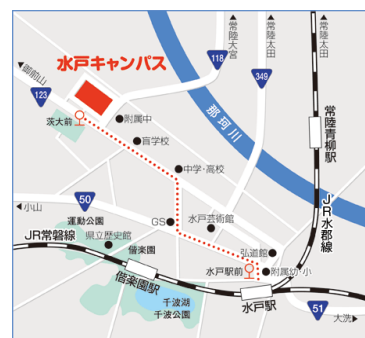 常陸大宮
常陸太田
常陸太田
118
349
御前山
123
水戸キャンパス
那珂川
茨大前
附属中
盲学校
中学・高校
常陸青柳駅
JR水郡線
50
小山
運動公園
GS
水戸芸術館
JR常磐線
県立歴史館
偕楽園
弘道館
水戸駅前
附属幼・小
偕楽園駅
千波湖
千波公園
水戸駅
51
大洗